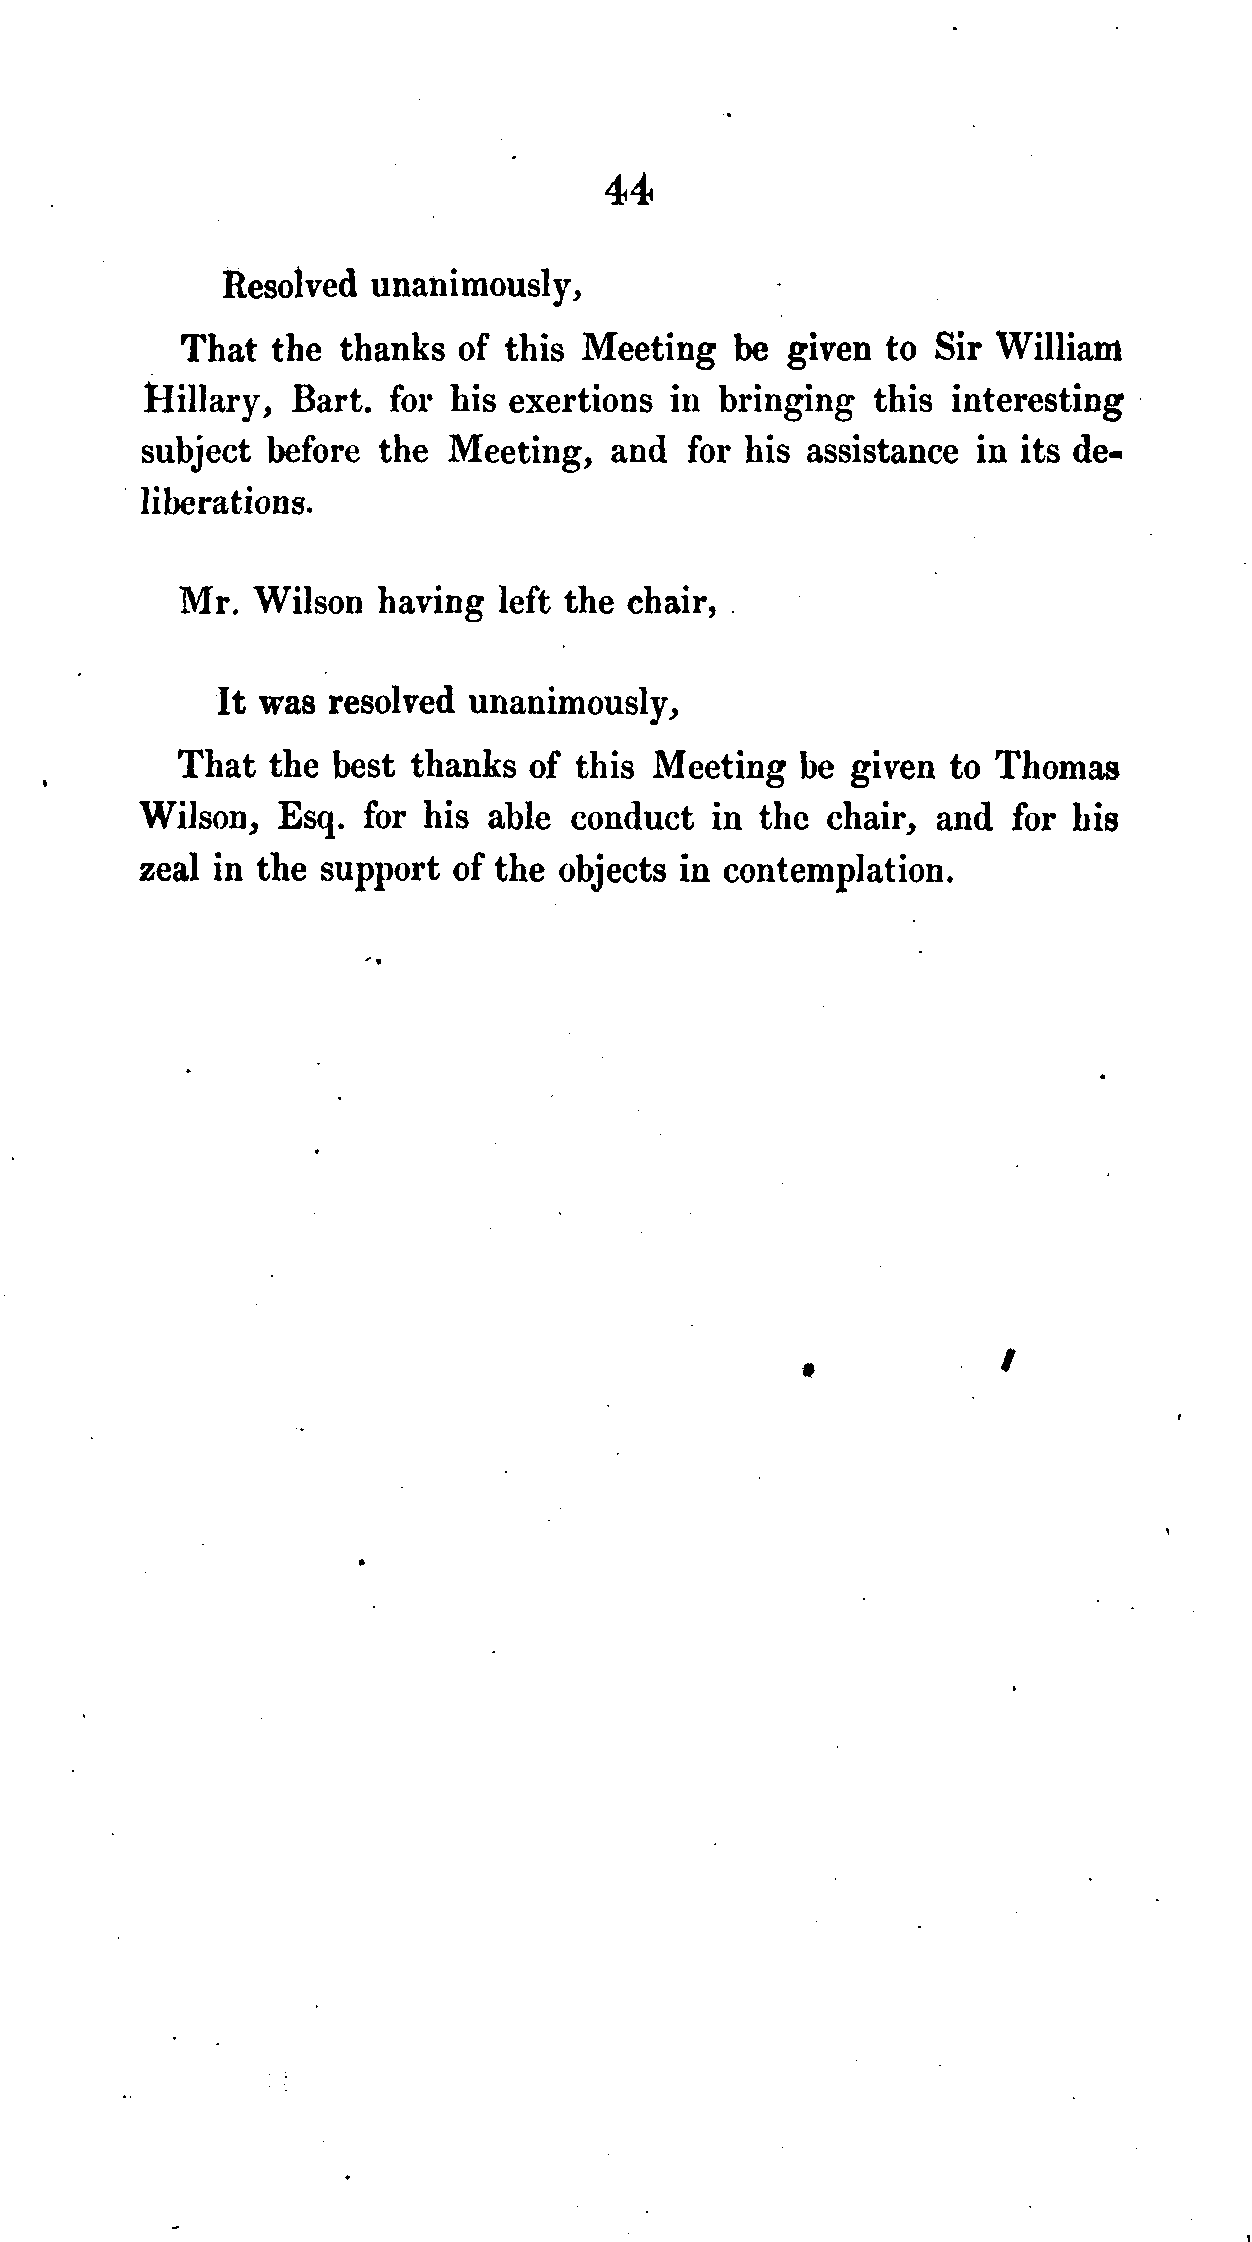 44
Resolved unanimously,
That the thanks of this Meeting be given to Sir William
Hillary, Bart. for his exertions in bringing this interesting
subject before the Meeting, and for his assistance in its de-
liberations.
Mr. Wilson having left the chair,
It was resolved unanimously,
That the best thanks of this Meeting be given to Thomas
Wilson, Esq. for his able conduct in the chair, and for his
zeal in the support of the objects in contemplation.